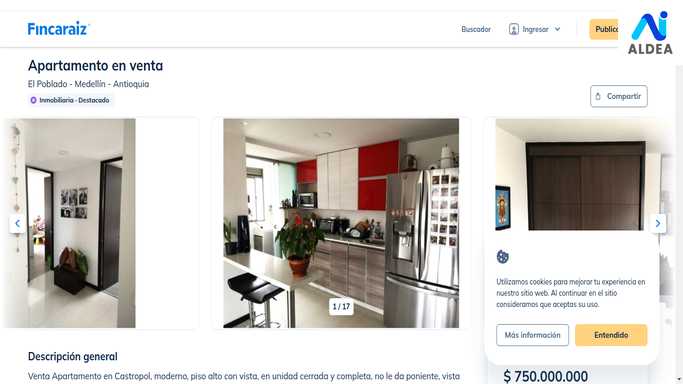 Fincaraiz
Buscador
Ingresar
Public
ALDEA
Apartamento en venta
El Poblado - Medellín - Antioquia
Inmobiliaria · Destacado
Compartir
1 / 17
Utilizamos cookies para mejorar tu experiencia en
nuestro sitio web. Al continuar en el sitio
consideramos que aceptas su uso.
Más información
Entendido
Descripción general
Venta Apartamento en Castropol, moderno, piso alto con vista, en unidad cerrada y completa, no le da poniente, vista
$ 750.000.000